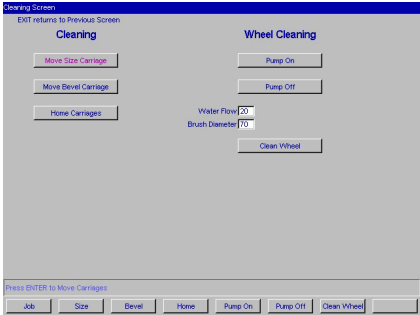 Cleaning Screen
EXIT returns to Previous Screen
Cleaning
Wheel Cleaning
Move Size Carriage
Pump On
Move Bevel Carriage
Pump Off
Home Carriages
Water Flow 20
Brush Diameter 70
Clean Wheel
Press ENTER to Move Carriages
Job Size Bevel Home Pump On Pump Off Clean Wheel